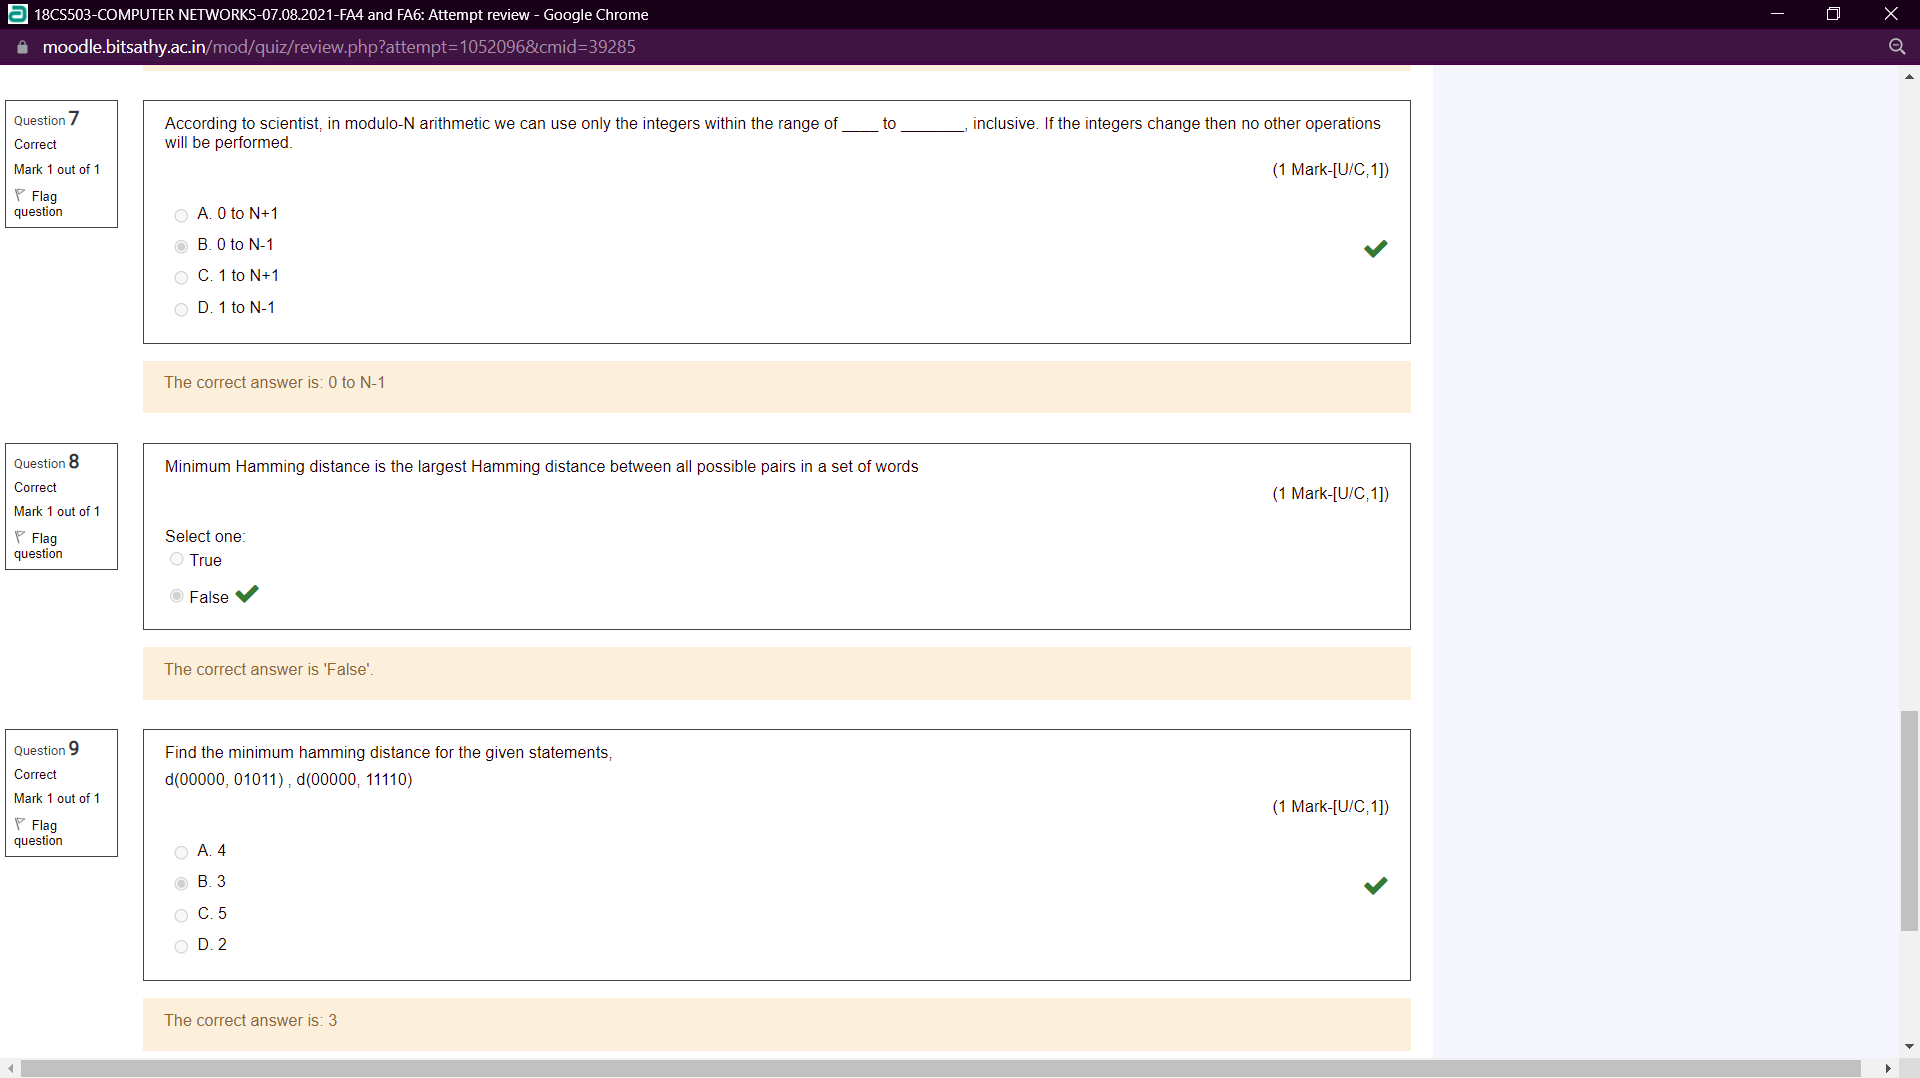 18CS503-COMPUTER NETWORKS-07.08.2021-FA4 and FA6: Attempt review - Google Chrome
moodle.bitsathy.ac.in/mod/quiz/review.php?attempt=1052096&cmid=39285
Question 7
Correct
Mark 1 out of 1
Flag
question
According to scientist, in modulo-N arithmetic we can use only the integers within the range of ____ to _______, inclusive. If the integers change then no other operations
will be performed.
(1 Mark-[U/C,1])
A. 0 to N+1
B. 0 to N-1
C. 1 to N+1
D. 1 to N-1
The correct answer is: 0 to N-1
Question 8
Correct
Mark 1 out of 1
Flag
question
Minimum Hamming distance is the largest Hamming distance between all possible pairs in a set of words
(1 Mark-[U/C,1])
Select one:
True
False
The correct answer is 'False'.
Question 9
Correct
Mark 1 out of 1
Flag
question
Find the minimum hamming distance for the given statements,
d(00000, 01011) , d(00000, 11110)
(1 Mark-[U/C,1])
A. 4
B. 3
C. 5
D. 2
The correct answer is: 3